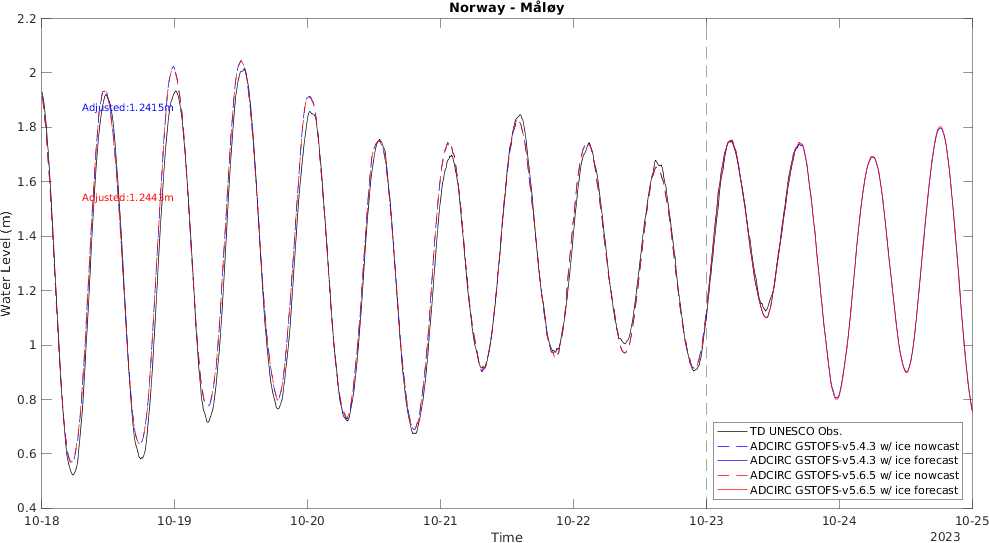 Norway - Måløy
2.2
2
1.8
1.6
1.4
1.2
1
0.8
0.6
0.4
Water Level (m)
Adjusted:1.2415m
Adjusted:1.2443m
TD UNESCO Obs.
ADCIRC GSTOFS-v5.4.3 w/ ice nowcast
ADCIRC GSTOFS-v5.4.3 w/ ice forecast
ADCIRC GSTOFS-v5.6.5 w/ ice nowcast
ADCIRC GSTOFS-v5.6.5 w/ ice forecast
10-18 10-19 10-20 10-21 10-22 10-23 10-24 10-25
Time
2023